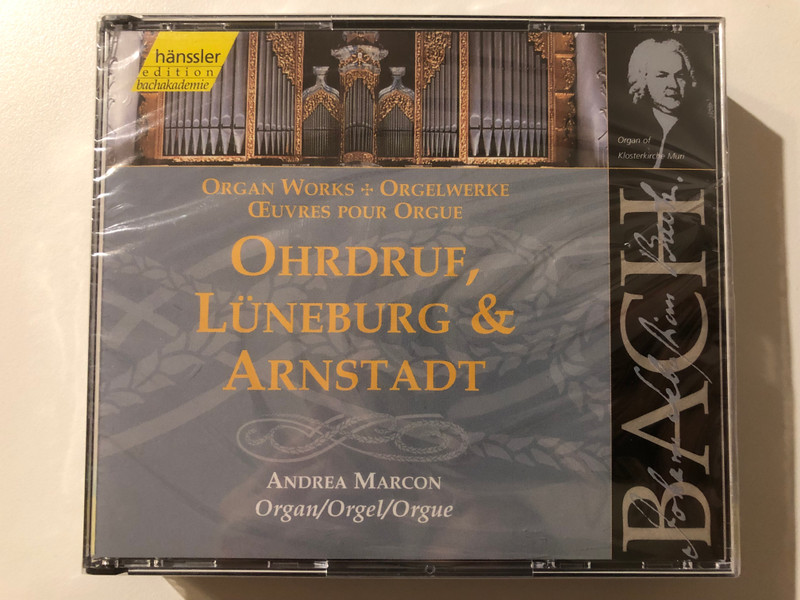 hänssler
edition
bachakademie
Organ of
Klosterkirche Muri
ORGAN WORKS ✢ ORGELWERKE
ŒUVRES POUR ORGUE
OHRDRUF,
LÜNEBURG &
ARNSTADT
ANDREA MARCON
Organ/Orgel/Orgue
BACH